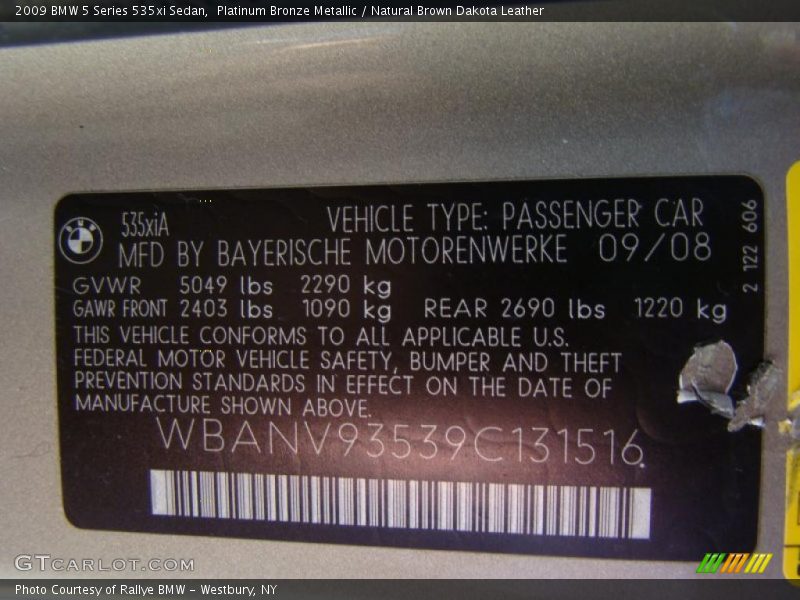 2009 BMW 5 Series 535xi Sedan,  Platinum Bronze Metallic / Natural Brown Dakota Leather
535xiA
VEHICLE TYPE: PASSENGER CAR
MFD BY BAYERISCHE MOTORENWERKE 09/08
2 122 606
GVWR 5049 lbs 2290 kg
GAWR FRONT 2403 lbs 1090 kg REAR 2690 lbs 1220 kg
THIS VEHICLE CONFORMS TO ALL APPLICABLE U.S.
FEDERAL MOTOR VEHICLE SAFETY, BUMPER AND THEFT
PREVENTION STANDARDS IN EFFECT ON THE DATE OF
MANUFACTURE SHOWN ABOVE.
WBANV93539C131516
GTCARLOT.COM
Photo Courtesy of Rallye BMW - Westbury, NY